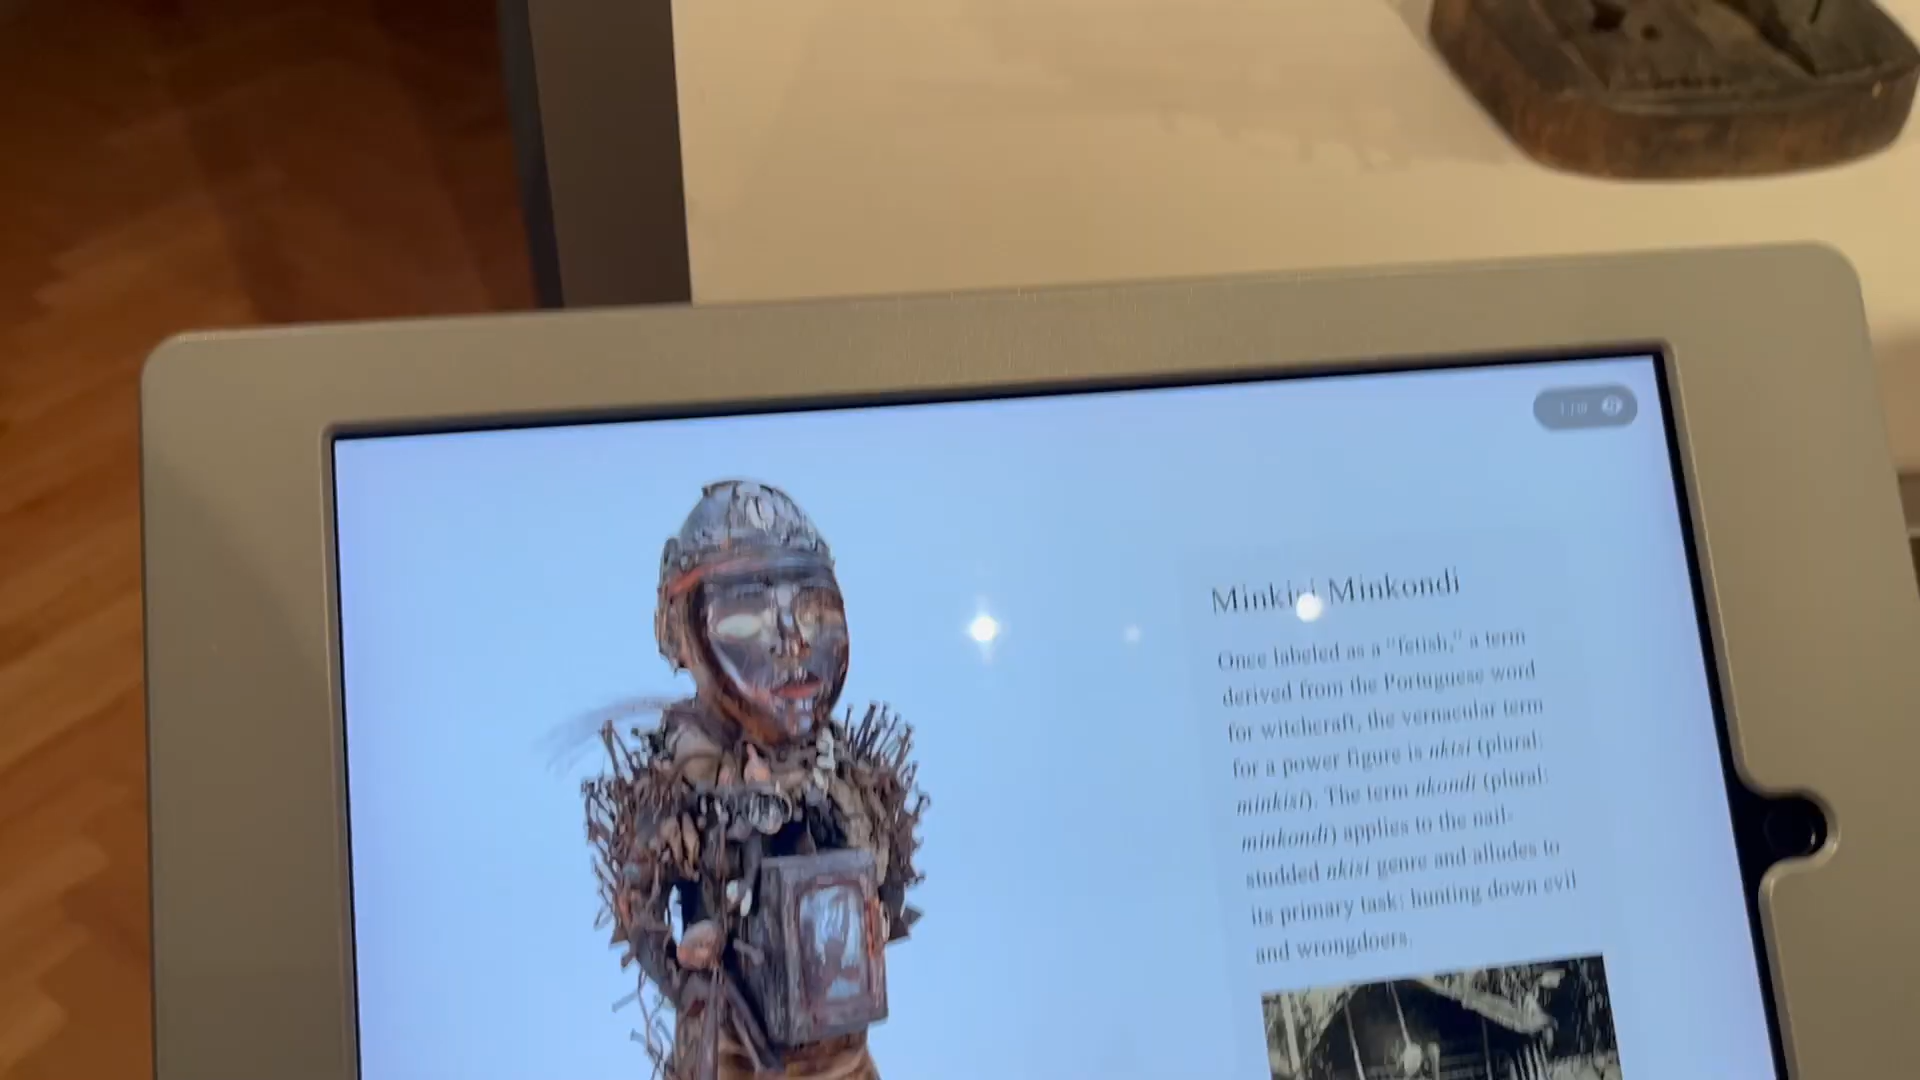 Minkisi Minkondi
Once labeled as a “fetish,” a term
derived from the Portuguese word
for witchcraft, the vernacular term
for a power figure is nkisi (plural:
minkisi). The term nkondi (plural:
minkondi) applies to the nail-
studded nkisi genre and alludes to
its primary task: hunting down evil
and wrongdoers.